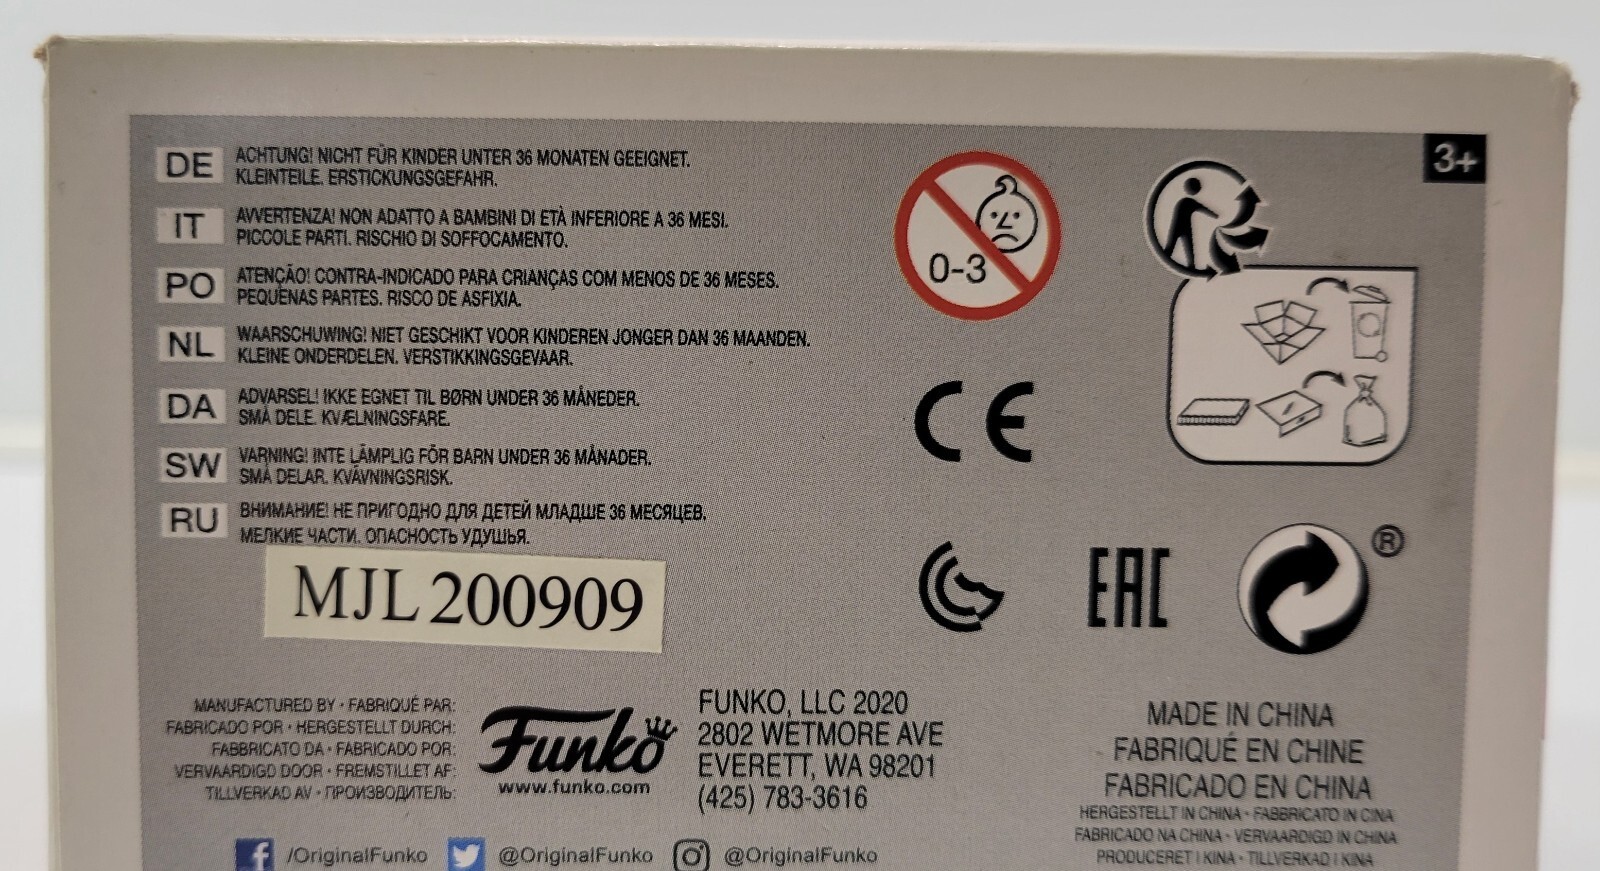 3+
DE
ACHTUNG! NICHT FÜR KINDER UNTER 36 MONATEN GEEIGNET.
KLEINTEILE. ERSTICKUNGSGEFAHR.
IT
AVVERTENZA! NON ADATTO A BAMBINI DI ETÀ INFERIORE A 36 MESI.
PICCOLE PARTI. RISCHIO DI SOFFOCAMENTO.
PO
ATENÇÃO! CONTRA-INDICADO PARA CRIANÇAS COM MENOS DE 36 MESES.
PEQUENAS PARTES. RISCO DE ASFIXIA.
NL
WAARSCHUWING! NIET GESCHIKT VOOR KINDEREN JONGER DAN 36 MAANDEN.
KLEINE ONDERDELEN. VERSTIKKINGSGEVAAR.
DA
ADVARSEL! IKKE EGNET TIL BØRN UNDER 36 MÅNEDER.
SMÅ DELE. KVÆLNINGSFARE.
SW
VARNING! INTE LÄMPLIG FÖR BARN UNDER 36 MÅNADER.
SMÅ DELAR. KVÄVNINGSRISK.
RU
ВНИМАНИЕ! НЕ ПРИГОДНО ДЛЯ ДЕТЕЙ МЛАДШЕ 36 МЕСЯЦЕВ.
МЕЛКИЕ ЧАСТИ. ОПАСНОСТЬ УДУШЬЯ.
0-3
CE
EAC
®
MJL 200909
MANUFACTURED BY • FABRIQUÉ PAR:
FABRICADO POR • HERGESTELLT DURCH:
FABBRICATO DA • FABRICADO POR:
VERVAARDIGD DOOR • FREMSTILLET AF:
TILLVERKAD AV • ПРОИЗВОДИТЕЛЬ:
Funko
www.funko.com
FUNKO, LLC 2020
2802 WETMORE AVE
EVERETT, WA 98201
(425) 783-3616
MADE IN CHINA
FABRIQUÉ EN CHINE
FABRICADO EN CHINA
HERGESTELLT IN CHINA • FABBRICATO IN CINA
FABRICADO NA CHINA • VERVAARDIGD IN CHINA
PRODUCERET I KINA • TILLVERKAD I KINA
/OriginalFunko
@OriginalFunko
@OriginalFunko